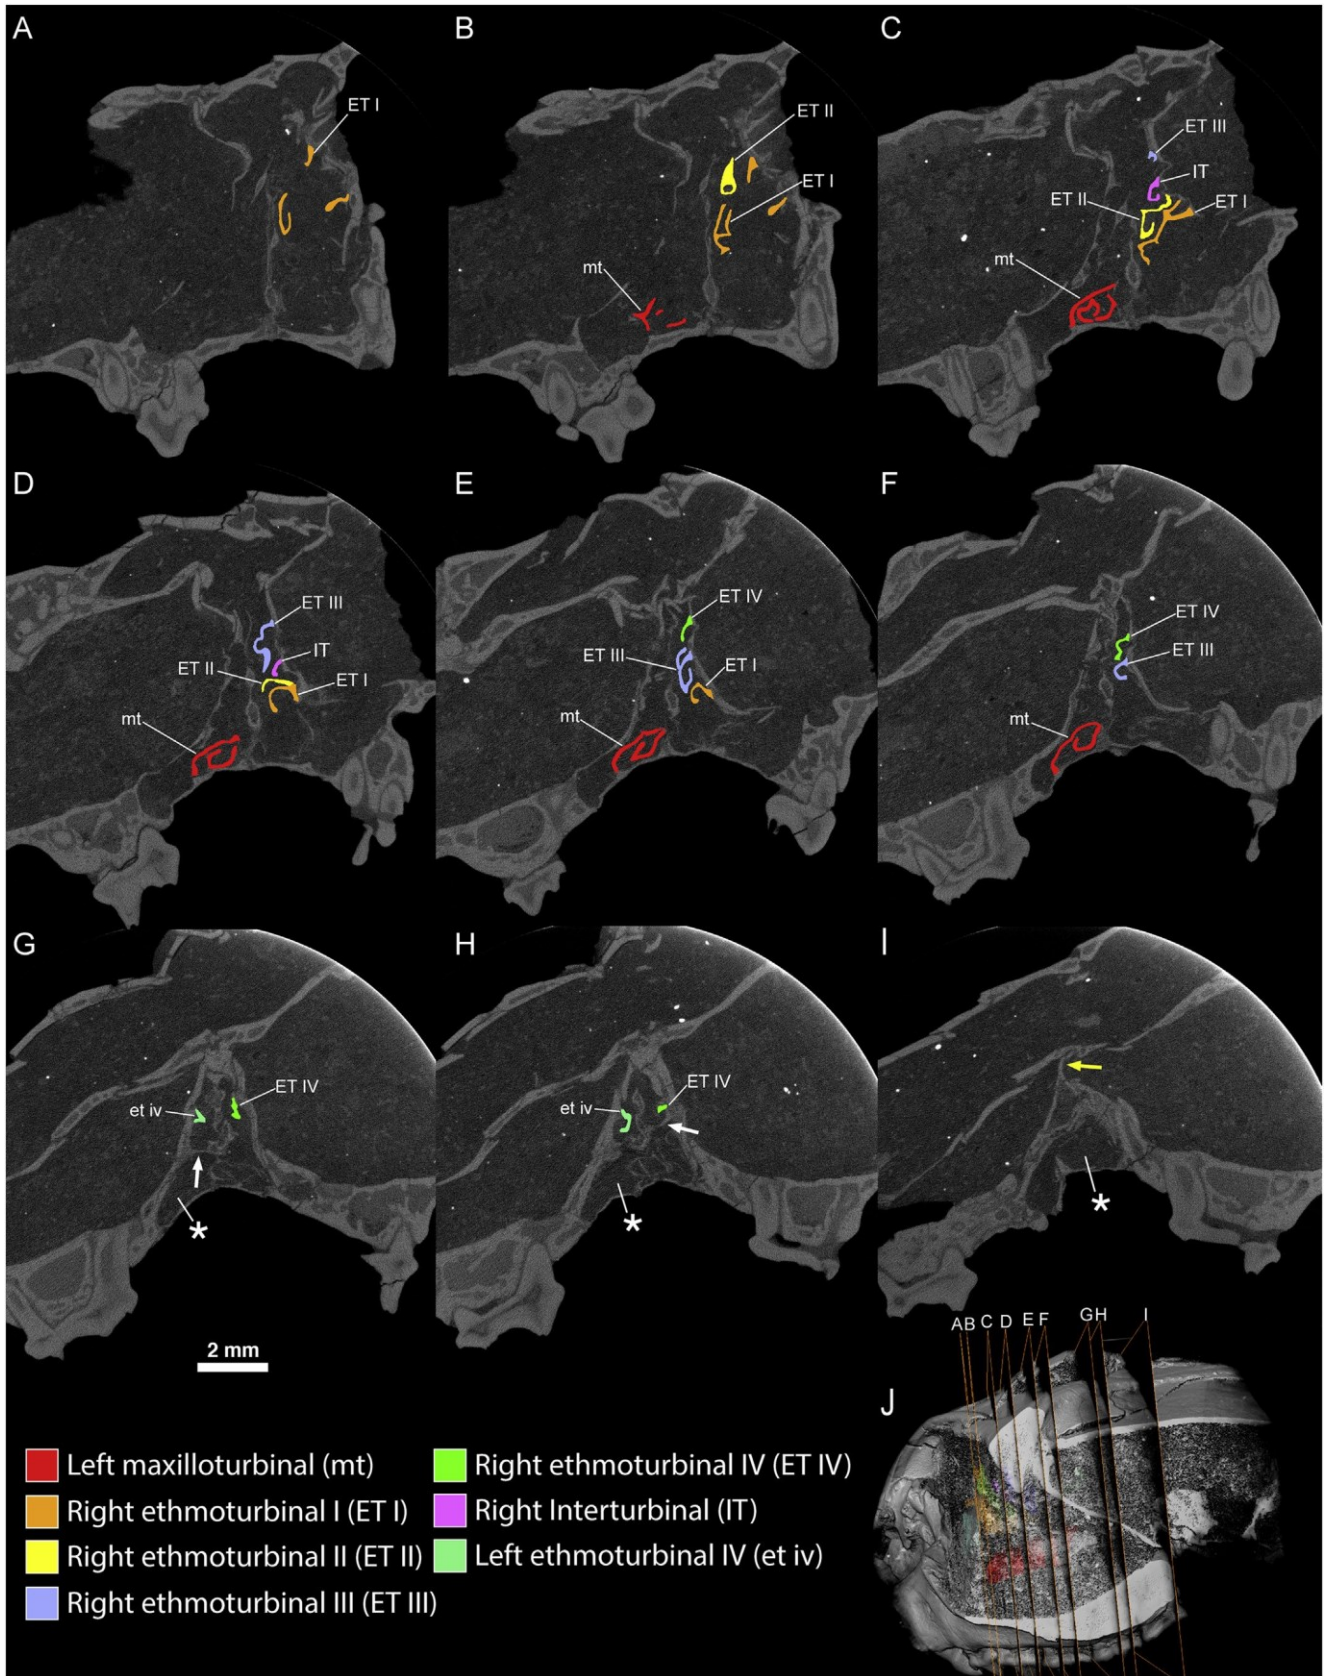 A
ET I
B
ET II
ET I
mt
C
ET III
IT
ET II
ET I
mt
D
ET III
IT
ET II
ET I
mt
E
ET IV
ET III
ET I
mt
F
ET IV
ET III
mt
G
ET IV
et iv
*
H
ET IV
et iv
*
I
*
2 mm
A B C D E F G H I
J
Left maxilloturbinal (mt)
Right ethmoturbinal I (ET I)
Right ethmoturbinal II (ET II)
Right ethmoturbinal III (ET III)
Right ethmoturbinal IV (ET IV)
Right Interturbinal (IT)
Left ethmoturbinal IV (et iv)